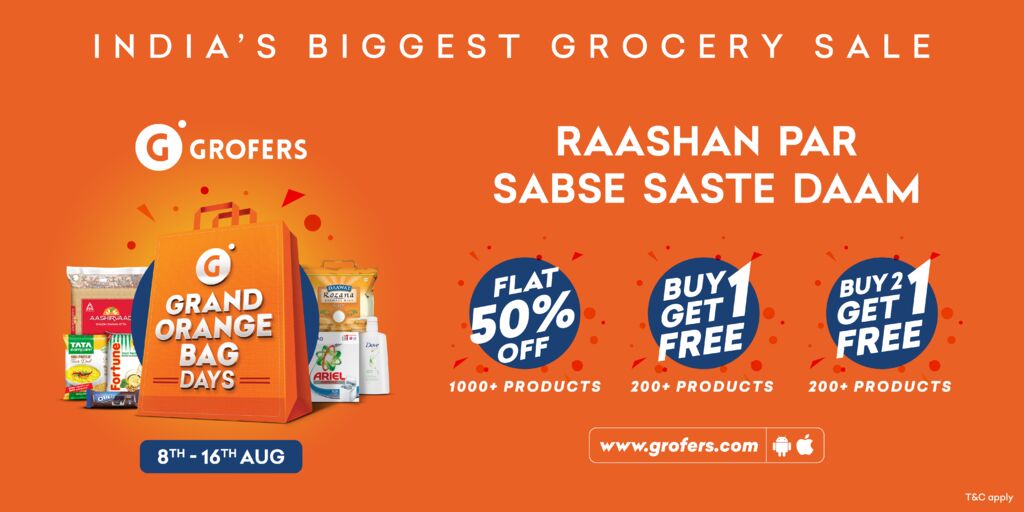 INDIA'S BIGGEST GROCERY SALE
G GROFERS
RAASHAN PAR
SABSE SASTE DAAM
G
GRAND
ORANGE
BAG
DAYS
AASHIRVAAD
TATA
Fortune
DAAWAT
Rozana
ARIEL
Dove
8TH - 16TH AUG
FLAT
50%
OFF
1000+ PRODUCTS
BUY 1
GET
FREE
200+ PRODUCTS
BUY 2
GET 1
FREE
200+ PRODUCTS
www.grofers.com
T&C apply